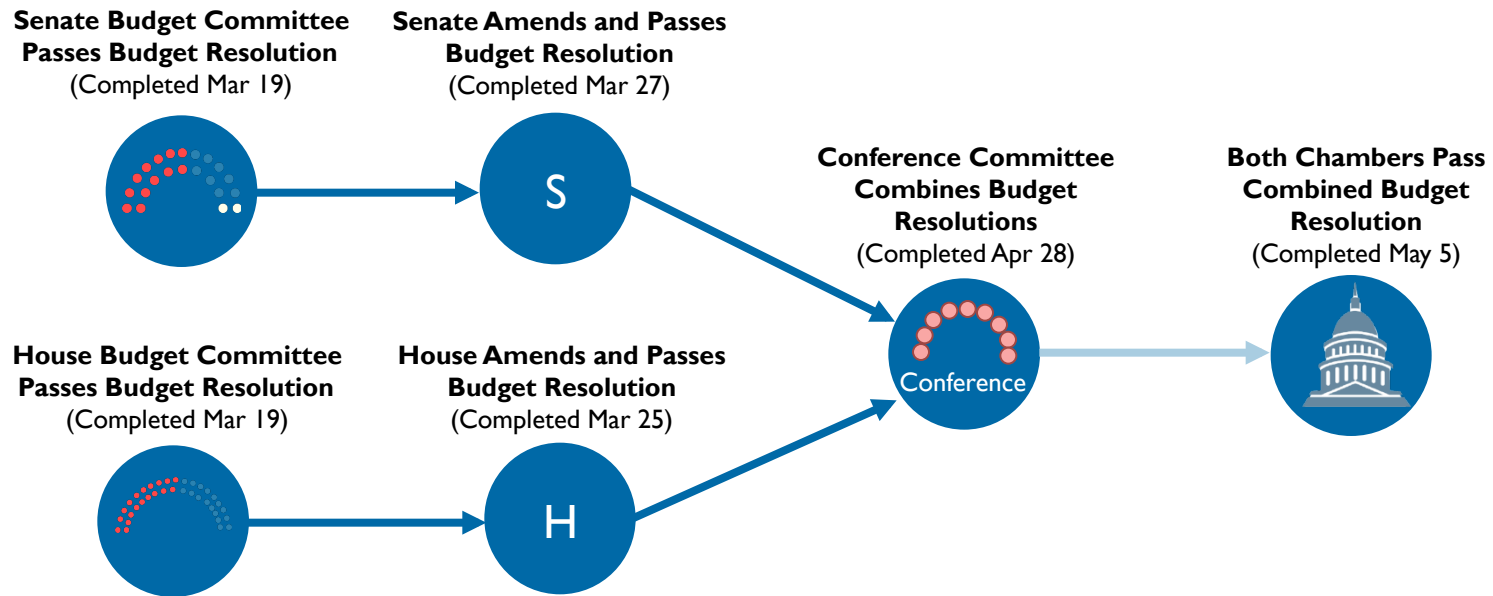 Senate Budget Committee
Passes Budget Resolution
(Completed Mar 19)
Senate Amends and Passes
Budget Resolution
(Completed Mar 27)
S
House Budget Committee
Passes Budget Resolution
(Completed Mar 19)
House Amends and Passes
Budget Resolution
(Completed Mar 25)
H
Conference Committee
Combines Budget
Resolutions
(Completed Apr 28)
Conference
Both Chambers Pass
Combined Budget
Resolution
(Completed May 5)